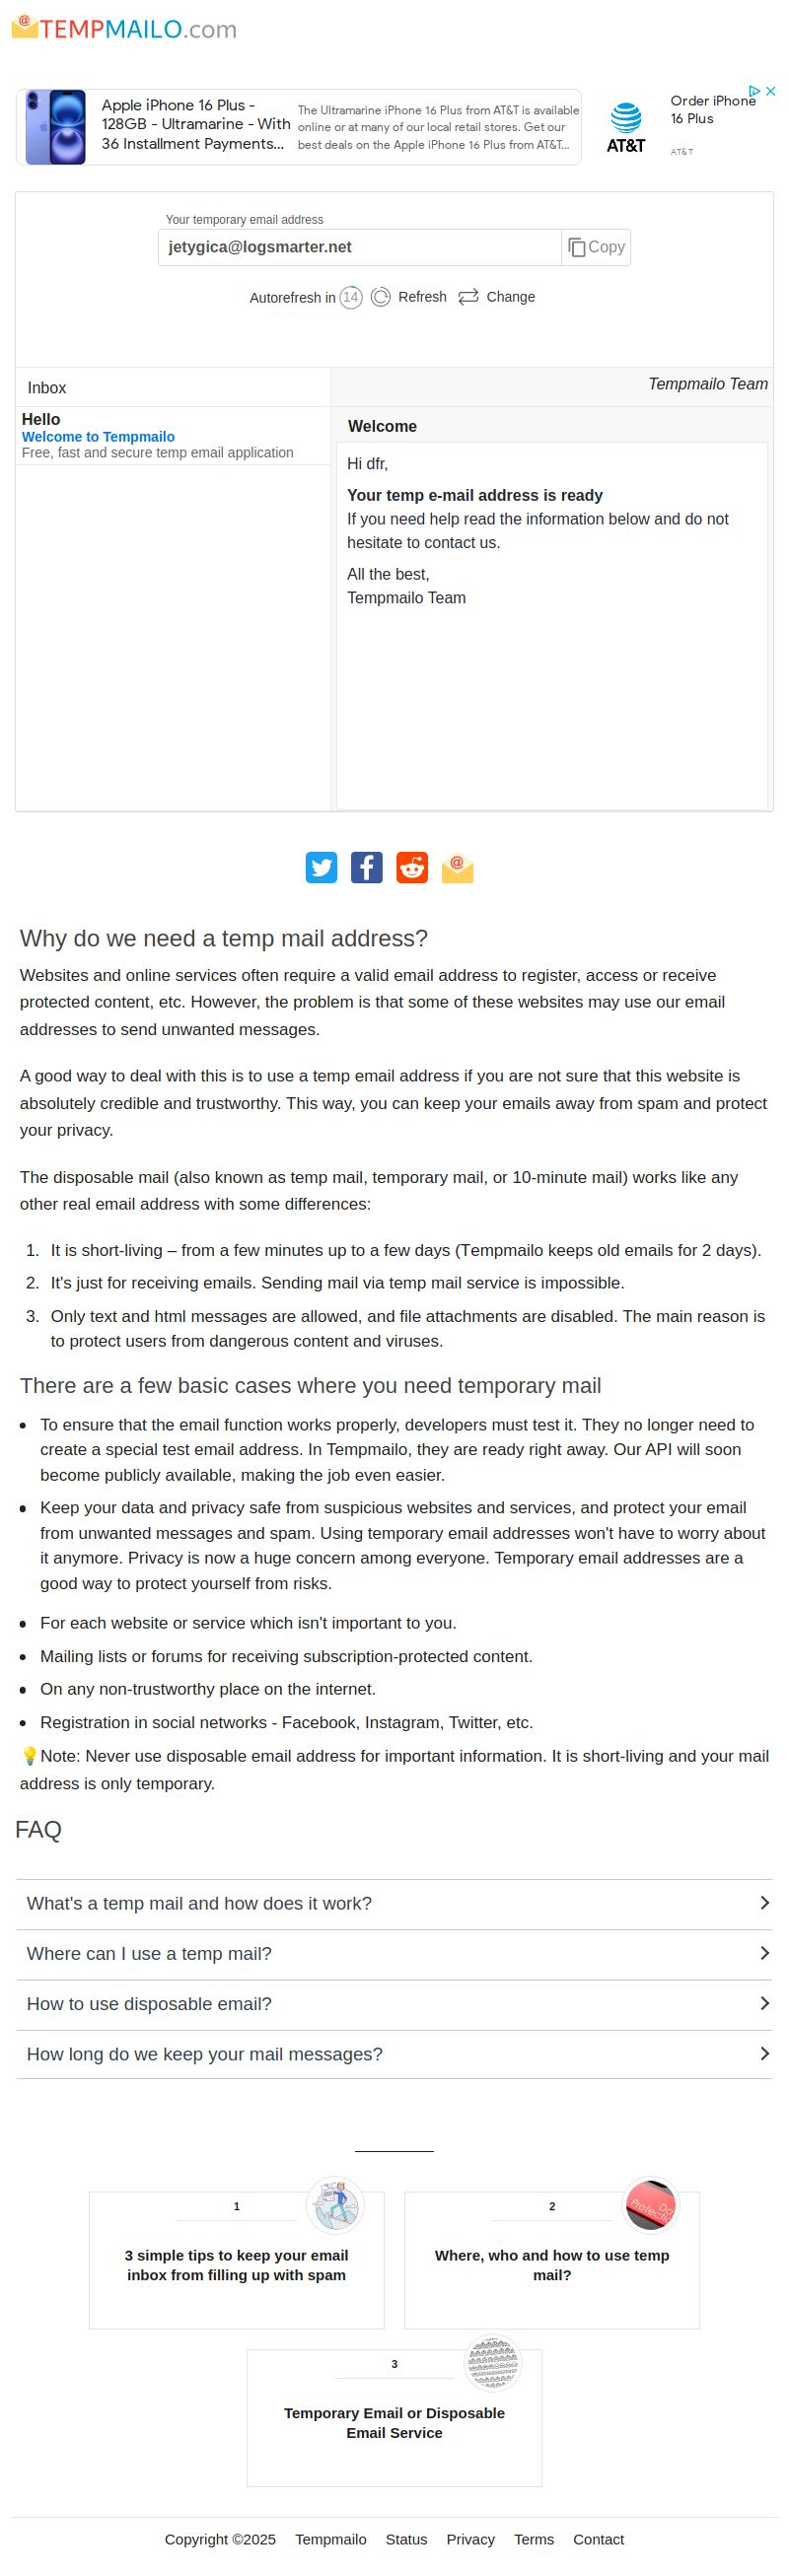 TEMPMAILO.com
Apple iPhone 16 Plus -
128GB - Ultramarine - With
36 Installment Payments...
The Ultramarine iPhone 16 Plus from AT&T is available
online or at many of our local retail stores. Get our
best deals on the Apple iPhone 16 Plus from AT&T...
AT&T
Order iPhone
16 Plus
AT&T
Your temporary email address
jetygica@logsmarter.net
Copy
Autorefresh in 14 Refresh Change
Inbox
Tempmailo Team
Hello
Welcome to Tempmailo
Free, fast and secure temp email application
Welcome
Hi dfr,
Your temp e-mail address is ready
If you need help read the information below and do not
hesitate to contact us.
All the best,
Tempmailo Team
Why do we need a temp mail address?
Websites and online services often require a valid email address to register, access or receive
protected content, etc. However, the problem is that some of these websites may use our email
addresses to send unwanted messages.
A good way to deal with this is to use a temp email address if you are not sure that this website is
absolutely credible and trustworthy. This way, you can keep your emails away from spam and protect
your privacy.
The disposable mail (also known as temp mail, temporary mail, or 10-minute mail) works like any
other real email address with some differences:
1. It is short-living – from a few minutes up to a few days (Tempmailo keeps old emails for 2 days).
2. It's just for receiving emails. Sending mail via temp mail service is impossible.
3. Only text and html messages are allowed, and file attachments are disabled. The main reason is
to protect users from dangerous content and viruses.
There are a few basic cases where you need temporary mail
• To ensure that the email function works properly, developers must test it. They no longer need to
create a special test email address. In Tempmailo, they are ready right away. Our API will soon
become publicly available, making the job even easier.
• Keep your data and privacy safe from suspicious websites and services, and protect your email
from unwanted messages and spam. Using temporary email addresses won't have to worry about
it anymore. Privacy is now a huge concern among everyone. Temporary email addresses are a
good way to protect yourself from risks.
• For each website or service which isn't important to you.
• Mailing lists or forums for receiving subscription-protected content.
• On any non-trustworthy place on the internet.
• Registration in social networks - Facebook, Instagram, Twitter, etc.
💡Note: Never use disposable email address for important information. It is short-living and your mail
address is only temporary.
FAQ
What's a temp mail and how does it work?
Where can I use a temp mail?
How to use disposable email?
How long do we keep your mail messages?
1
3 simple tips to keep your email
inbox from filling up with spam
2
Where, who and how to use temp
mail?
3
Temporary Email or Disposable
Email Service
Copyright ©2025 Tempmailo Status Privacy Terms Contact